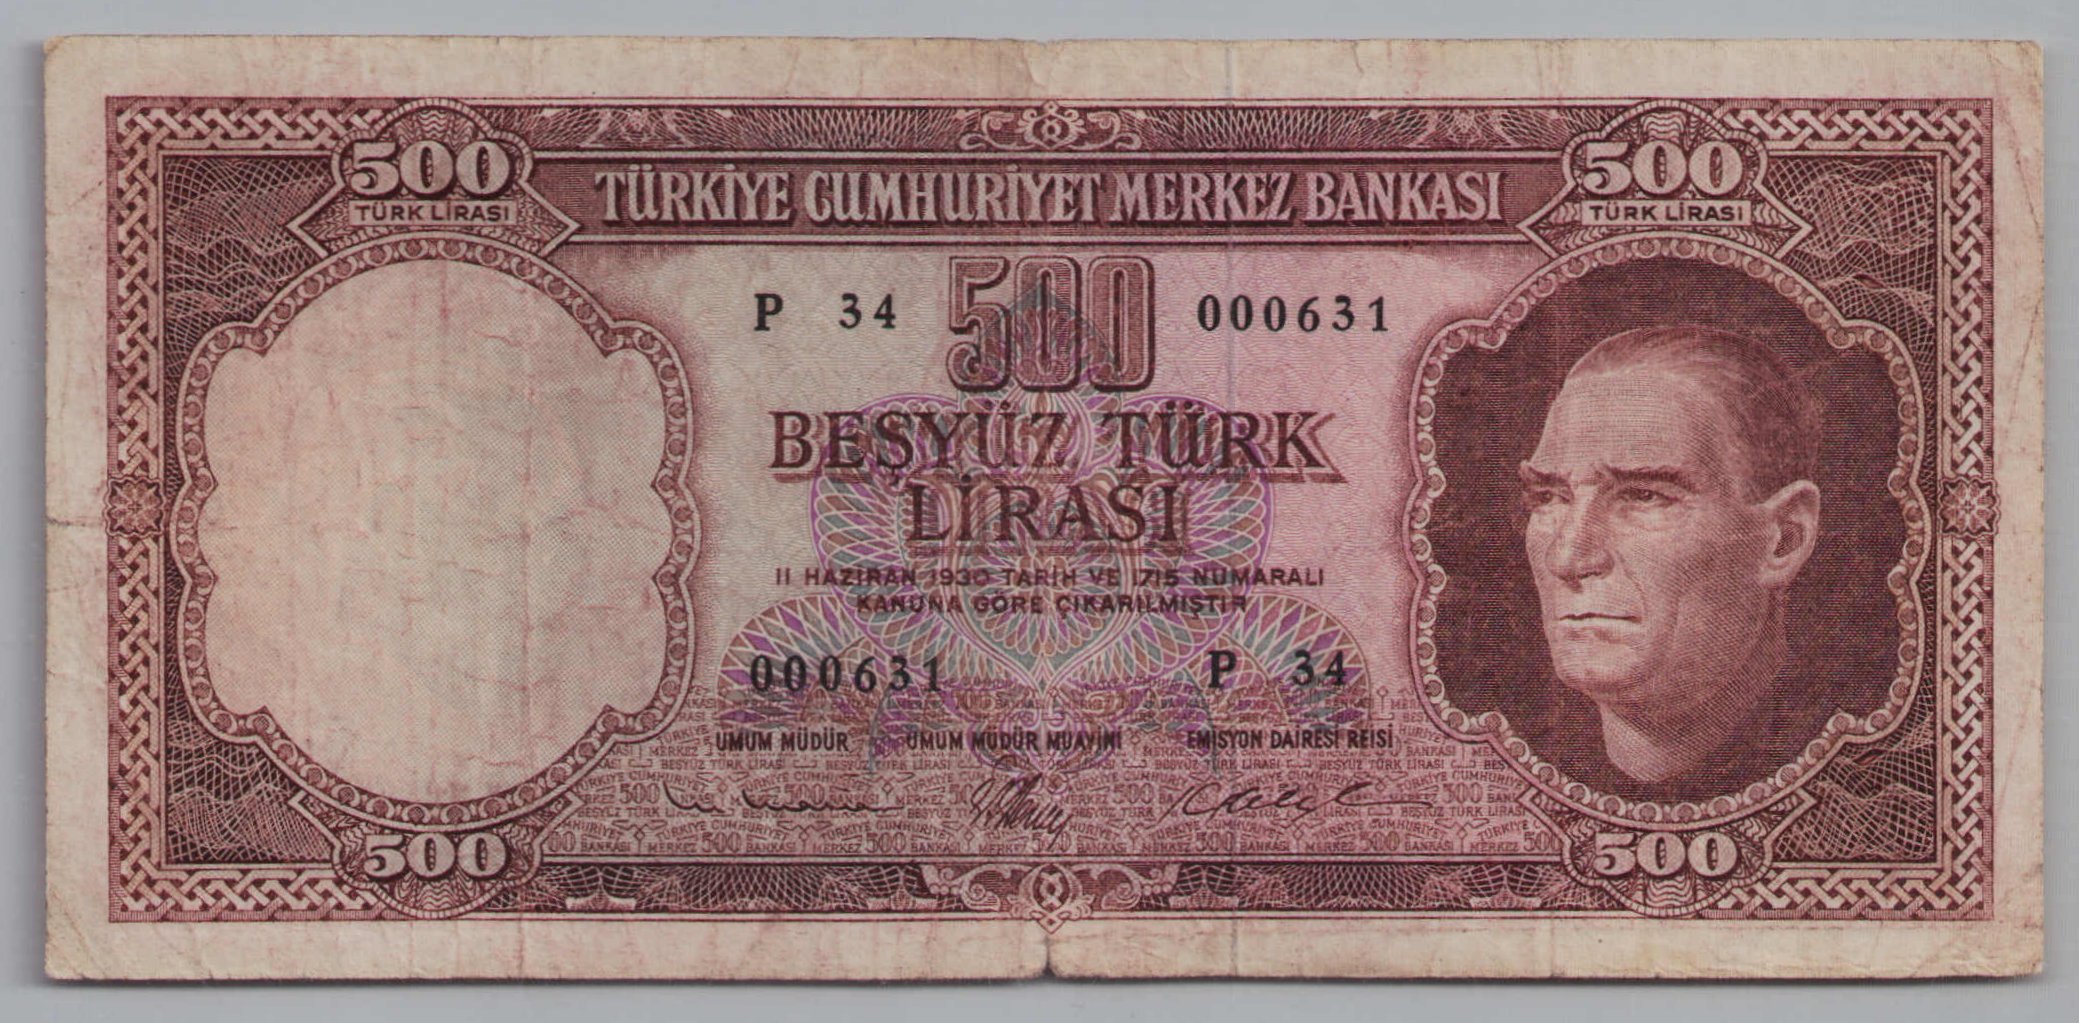 500 500
TÜRK LİRASI TÜRK LİRASI
TÜRKİYE CUMHURİYET MERKEZ BANKASI
P 34 500 000631
BEŞYÜZ TÜRK
LİRASI
11 HAZİRAN 1930 TARİH VE 1715 NUMARALI
KANUNA GÖRE ÇIKARILMIŞTIR
000631 P 34
UMUM MÜDÜR UMUM MÜDÜR MUAVİNİ EMİSYON DAİRESİ REİSİ
500 500